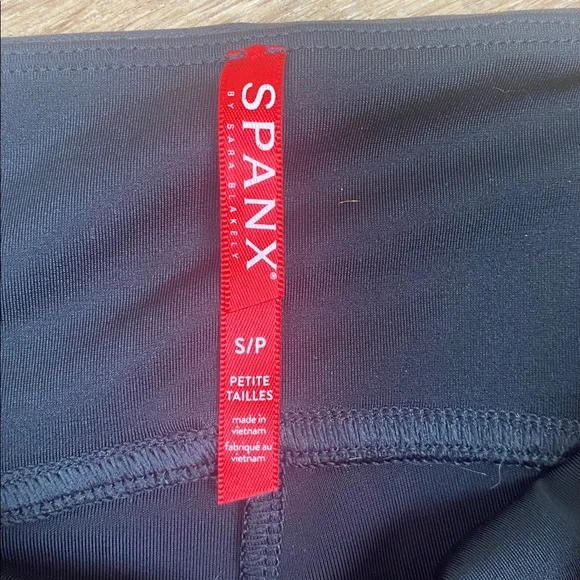 SPANX®
BY SARA BLAKELY
S/P
PETITE
TAILLES
made in
vietnam
fabriqué au
vietnam